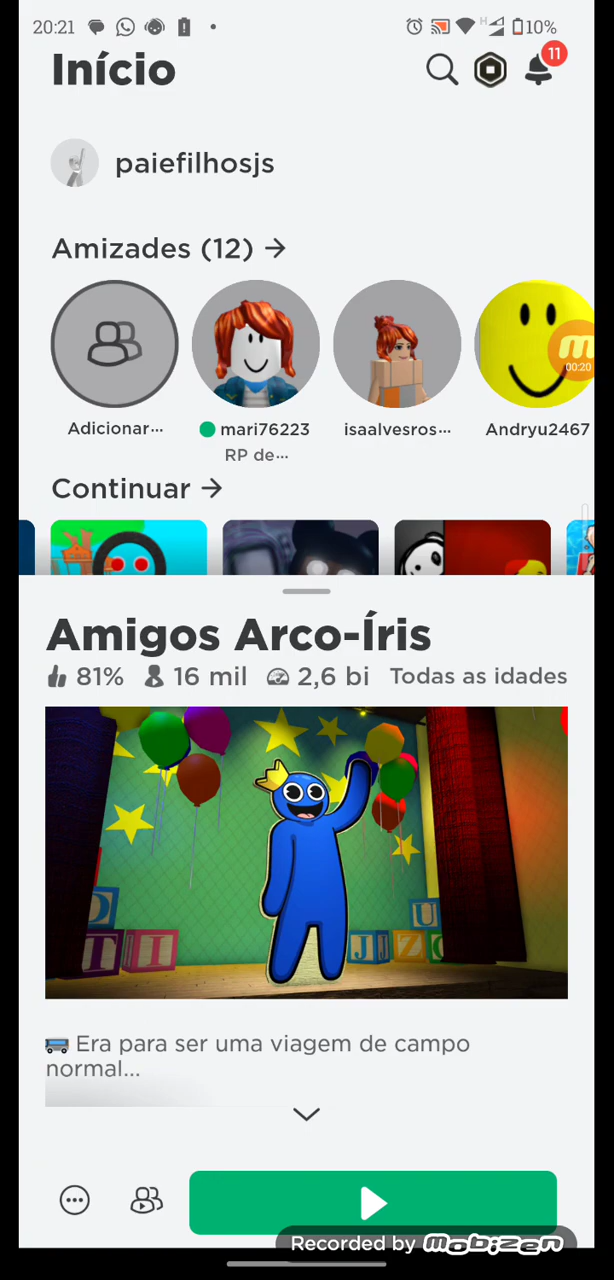 20:21
H
10%
Início
11
paiefilhosjs
Amizades (12) →
00:20
Adicionar...
mari76223
isaalvesros...
Andryu2467
RP de...
Continuar →
Amigos Arco-Íris
81% 16 mil 2,6 bi Todas as idades
D U
T I J J Z O
Era para ser uma viagem de campo
normal...
Recorded by mobizen